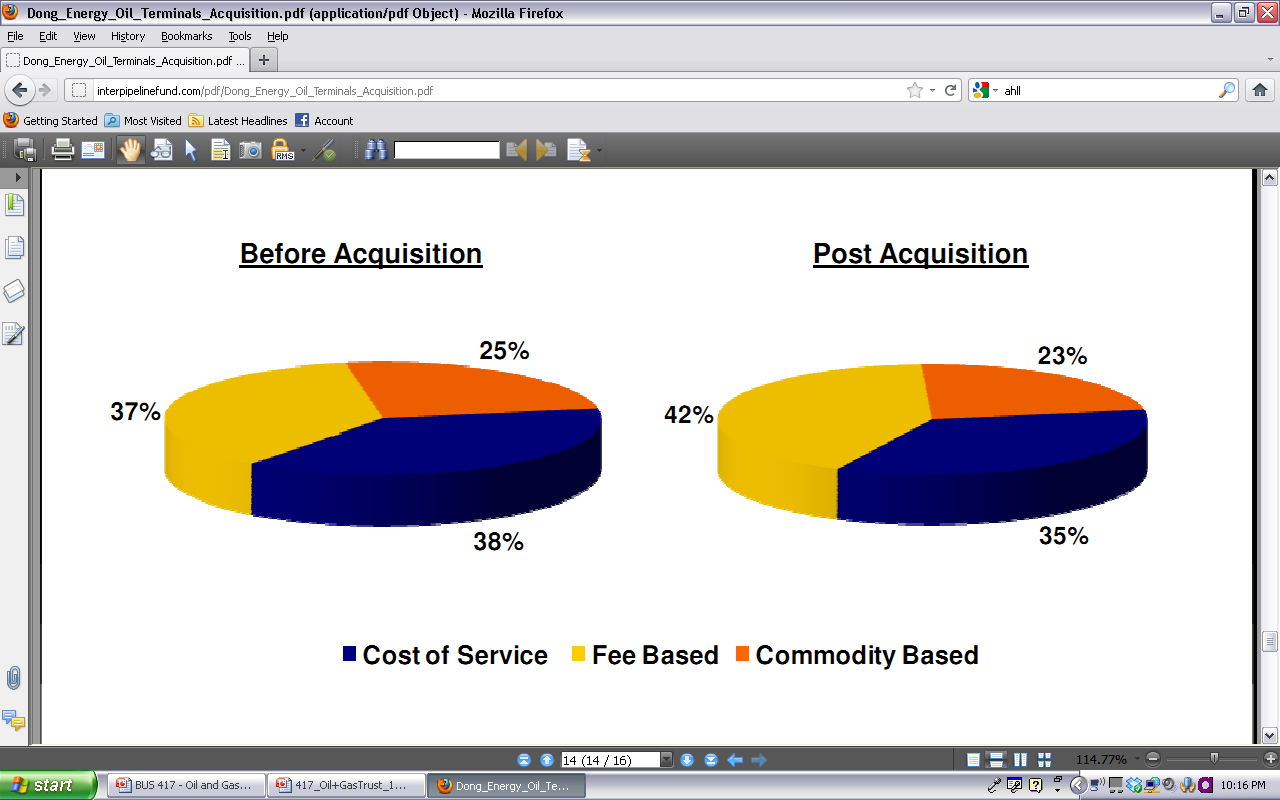 Dong_Energy_Oil_Terminals_Acquisition.pdf (application/pdf Object) - Mozilla Firefox
File Edit View History Bookmarks Tools Help
Dong_Energy_Oil_Terminals_Acquisition.pdf ...
interpipelinefund.com/pdf/Dong_Energy_Oil_Terminals_Acquisition.pdf
ahll
Getting Started Most Visited Latest Headlines Account
RMS
Before Acquisition Post Acquisition
25% 23%
37% 42%
38% 35%
Cost of Service Fee Based Commodity Based
14 (14 / 16) 114.77%
start BUS 417 - Oil and Gas... 417_Oil+GasTrust_1... Dong_Energy_Oil_Te... 10:16 PM